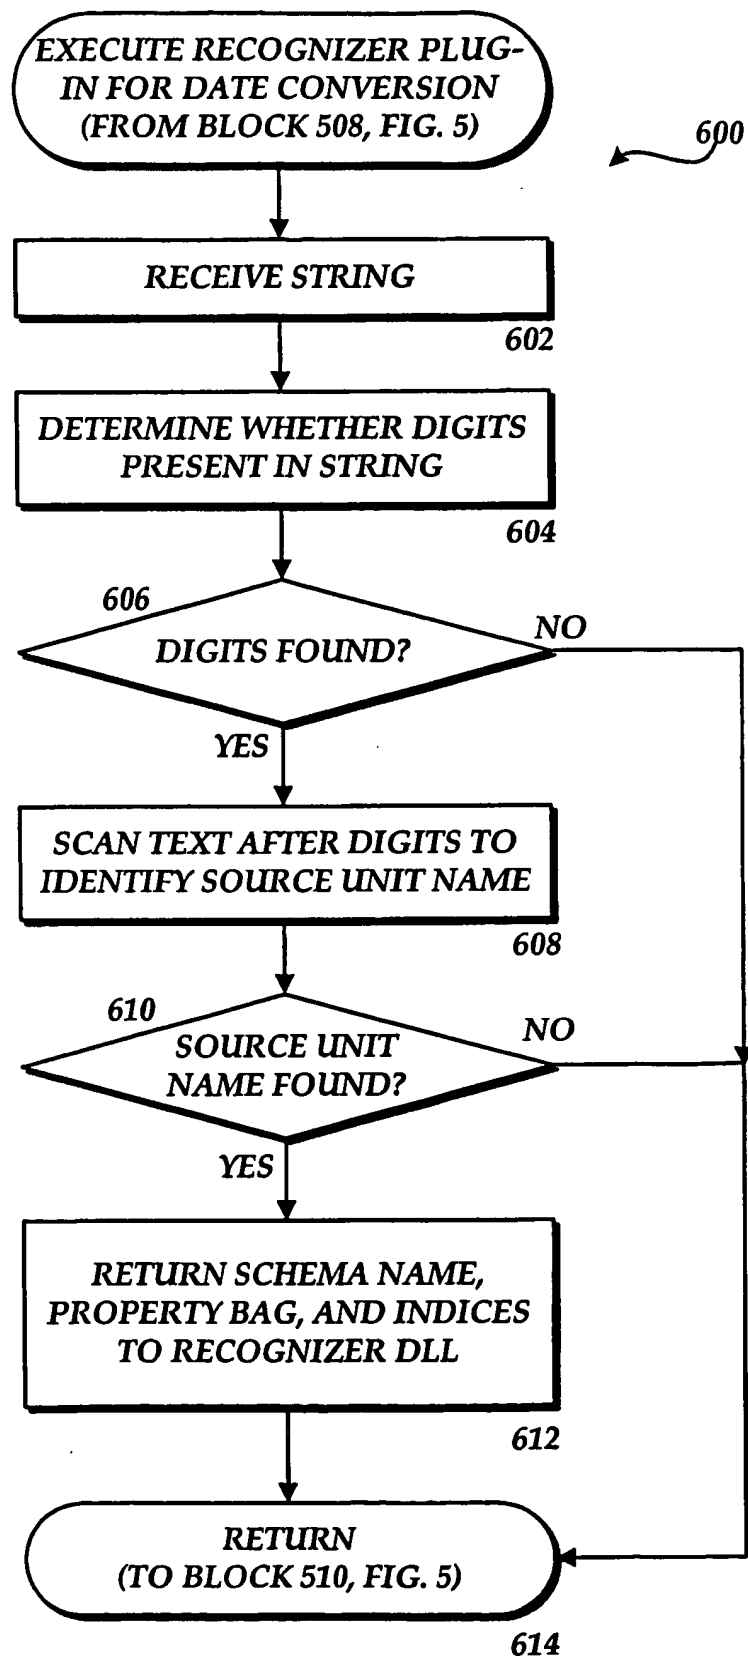 EXECUTE RECOGNIZER PLUG-
IN FOR DATE CONVERSION
(FROM BLOCK 508, FIG. 5)
600
RECEIVE STRING
602
DETERMINE WHETHER DIGITS
PRESENT IN STRING
604
606
DIGITS FOUND?
NO
YES
SCAN TEXT AFTER DIGITS TO
IDENTIFY SOURCE UNIT NAME
608
610
SOURCE UNIT
NAME FOUND?
NO
YES
RETURN SCHEMA NAME,
PROPERTY BAG, AND INDICES
TO RECOGNIZER DLL
612
RETURN
(TO BLOCK 510, FIG. 5)
614